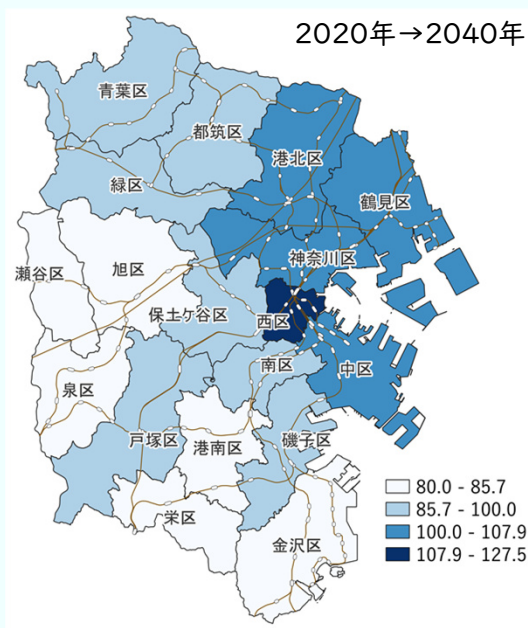 2020年→2040年
青葉区
都筑区
港北区
緑区
鶴見区
神奈川区
瀬谷区
旭区
保土ケ谷区
西区
中区
南区
泉区
戸塚区
港南区
磯子区
栄区
金沢区
80.0 - 85.7
85.7 - 100.0
100.0 - 107.9
107.9 - 127.5